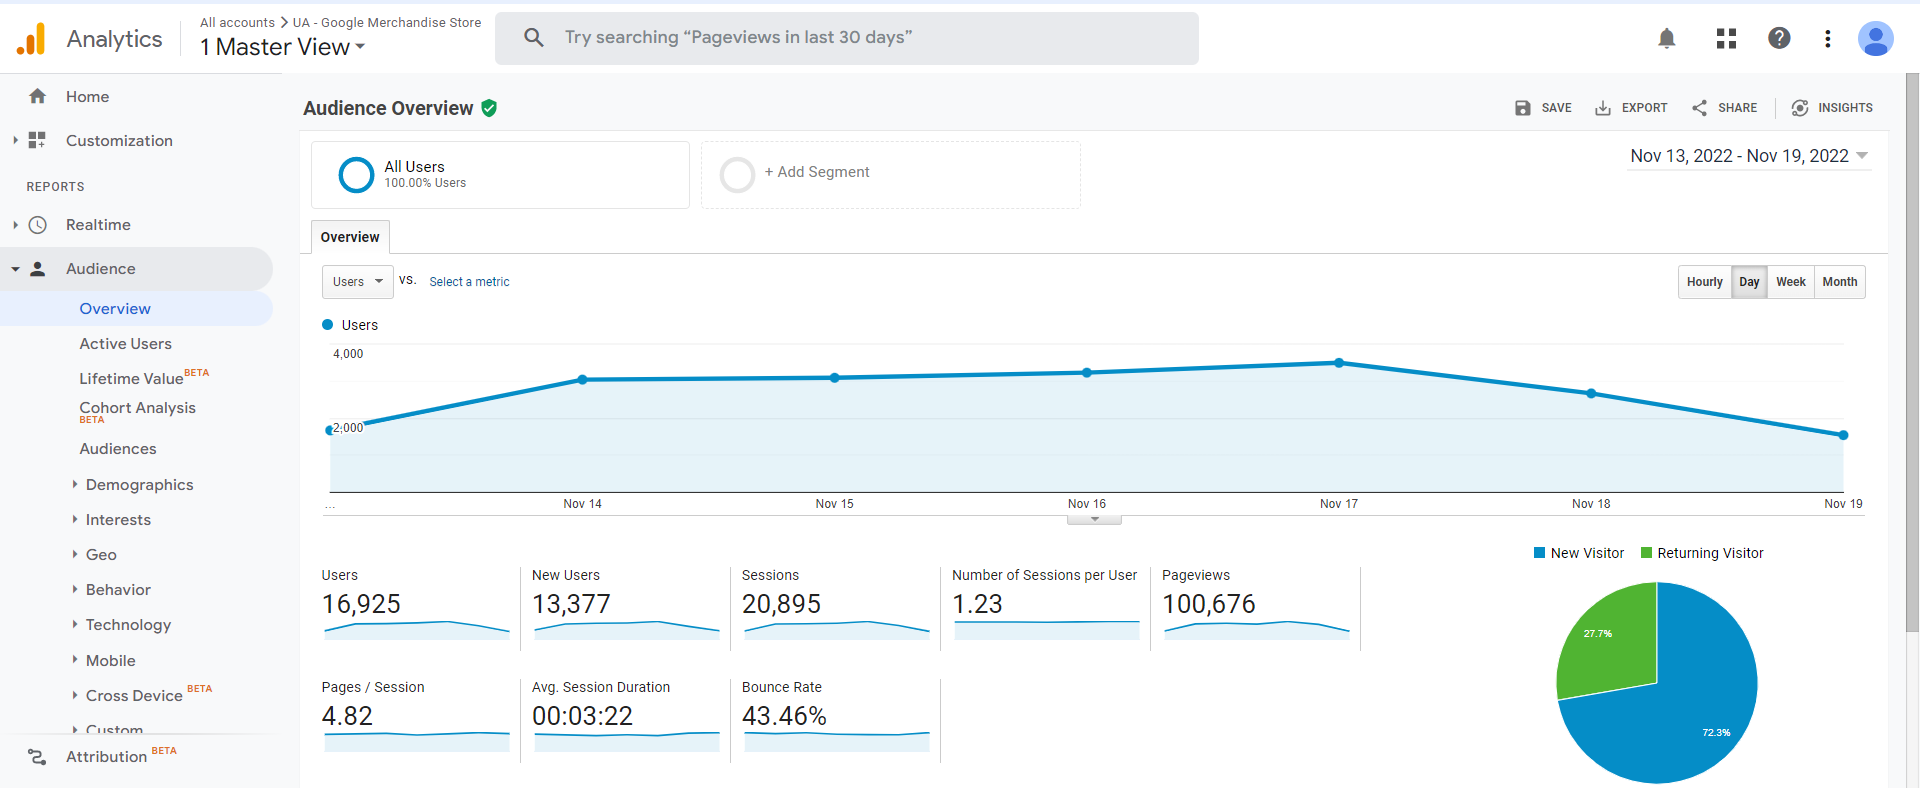 Analytics
All accounts > UA - Google Merchandise Store
1 Master View
Try searching “Pageviews in last 30 days”
Home
Customization
REPORTS
Realtime
Audience
Overview
Active Users
Lifetime Value BETA
Cohort Analysis
BETA
Audiences
Demographics
Interests
Geo
Behavior
Technology
Mobile
Cross Device BETA
Custom
Attribution BETA
Audience Overview
SAVE
EXPORT
SHARE
INSIGHTS
All Users
100.00% Users
+ Add Segment
Nov 13, 2022 - Nov 19, 2022
Overview
Users
VS.
Select a metric
Hourly
Day
Week
Month
Users
4,000
2,000
...
Nov 14
Nov 15
Nov 16
Nov 17
Nov 18
Nov 19
Users
16,925
New Users
13,377
Sessions
20,895
Number of Sessions per User
1.23
Pageviews
100,676
Pages / Session
4.82
Avg. Session Duration
00:03:22
Bounce Rate
43.46%
New Visitor
Returning Visitor
27.7%
72.3%